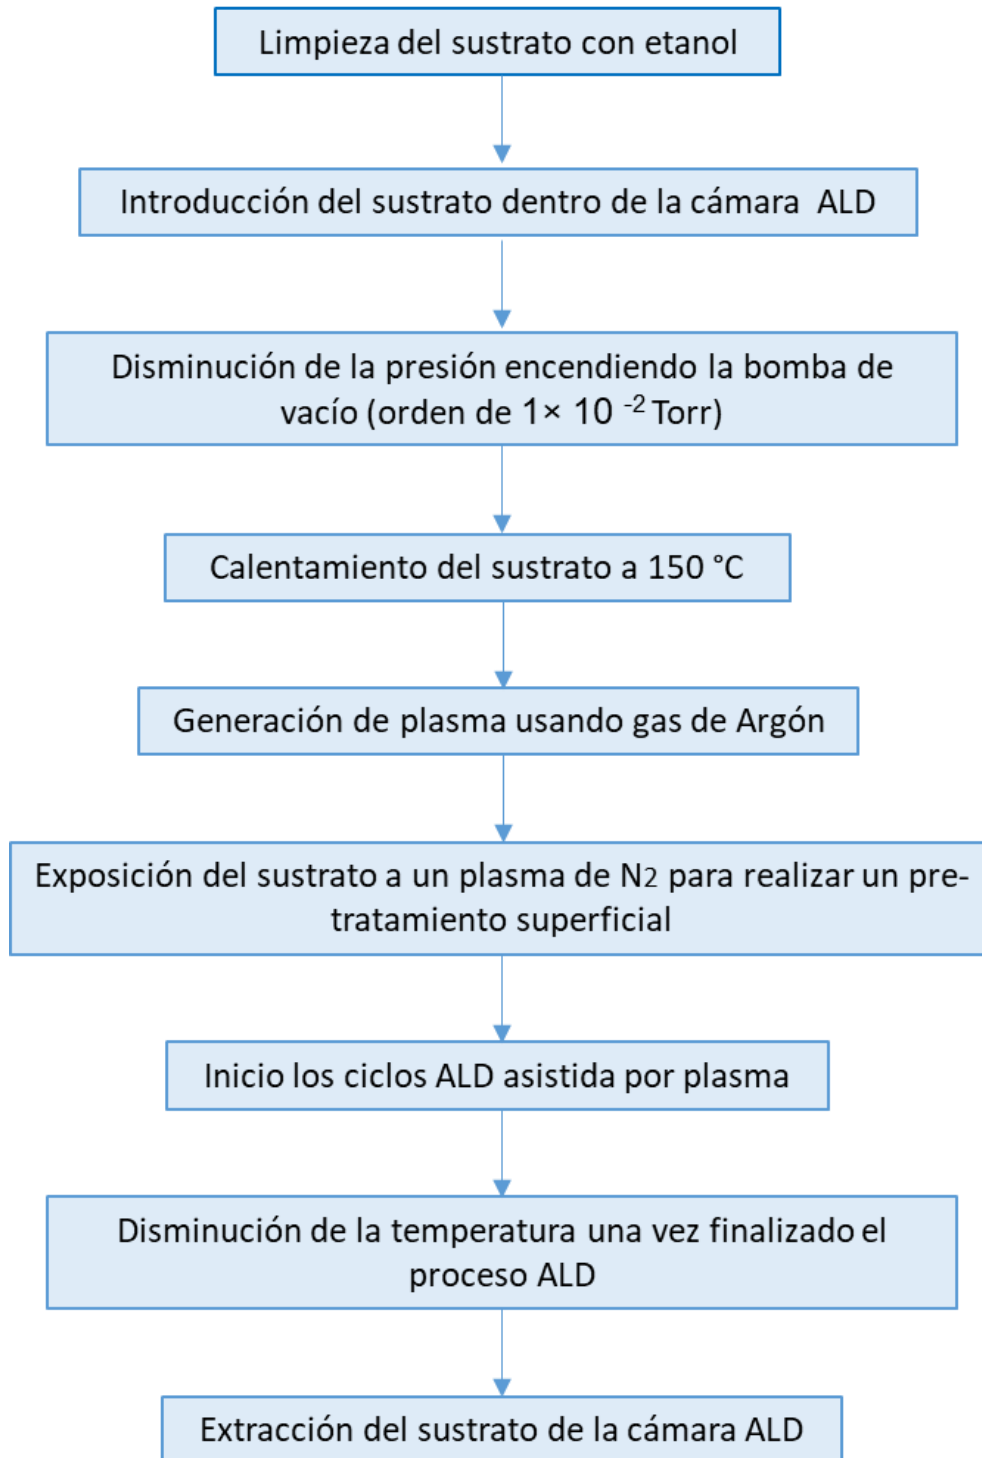 Limpieza del sustrato con etanol
Introducción del sustrato dentro de la cámara ALD
Disminución de la presión encendiendo la bomba de
vacío (orden de 1× 10 ⁻² Torr)
Calentamiento del sustrato a 150 °C
Generación de plasma usando gas de Argón
Exposición del sustrato a un plasma de N2 para realizar un pre-
tratamiento superficial
Inicio los ciclos ALD asistida por plasma
Disminución de la temperatura una vez finalizado el
proceso ALD
Extracción del sustrato de la cámara ALD